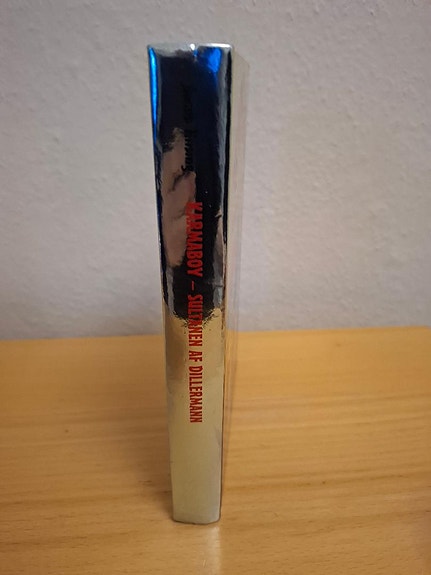 KARMABOY – SULTANEN AF DILLERMANN